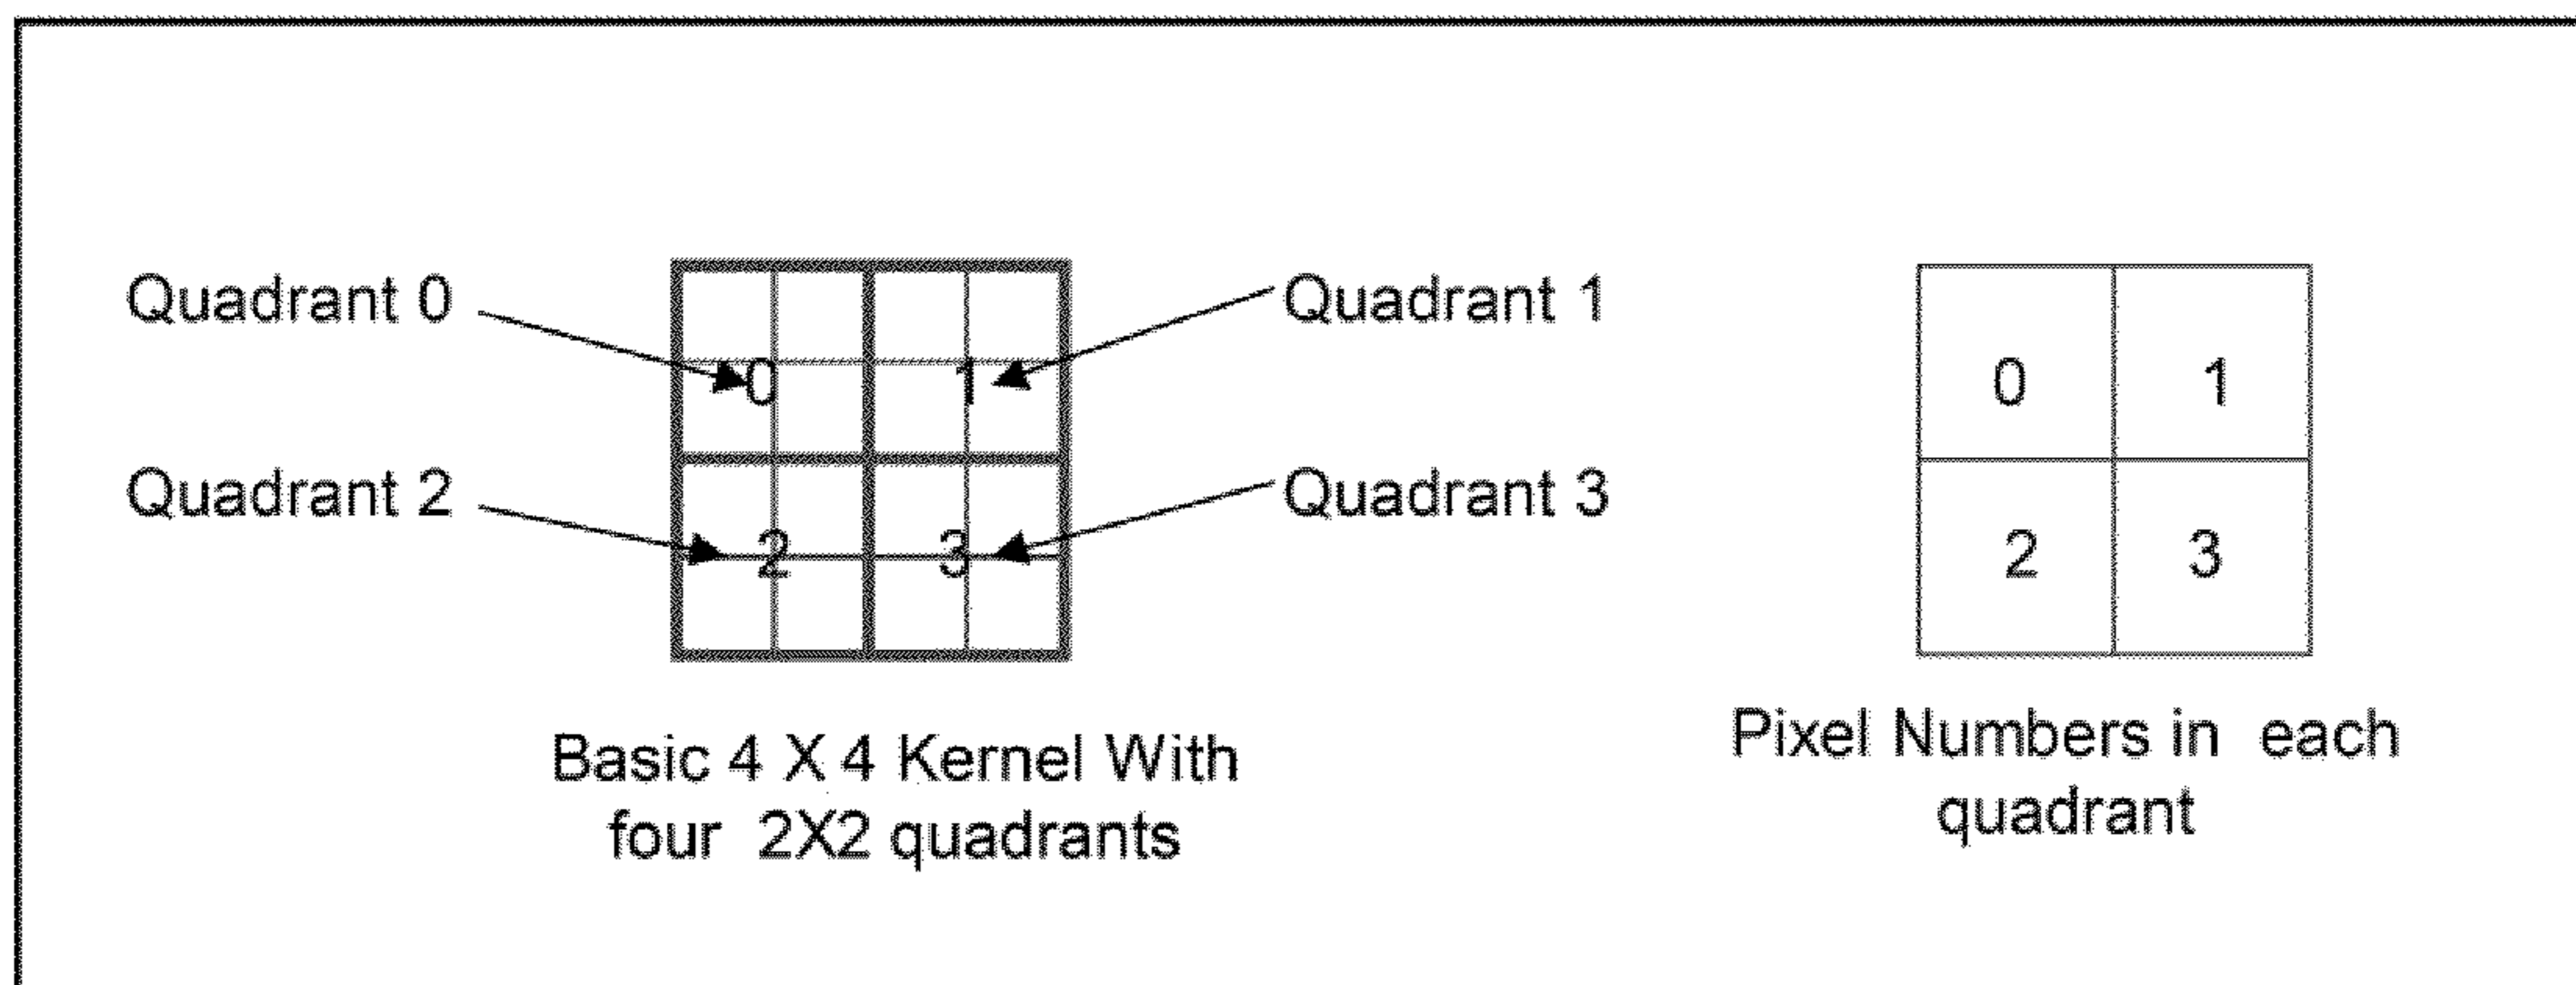 Quadrant 0
Quadrant 1
0
1
Quadrant 2
Quadrant 3
2
3
Basic 4 X 4 Kernel With
four 2X2 quadrants
0
1
2
3
Pixel Numbers in each
quadrant